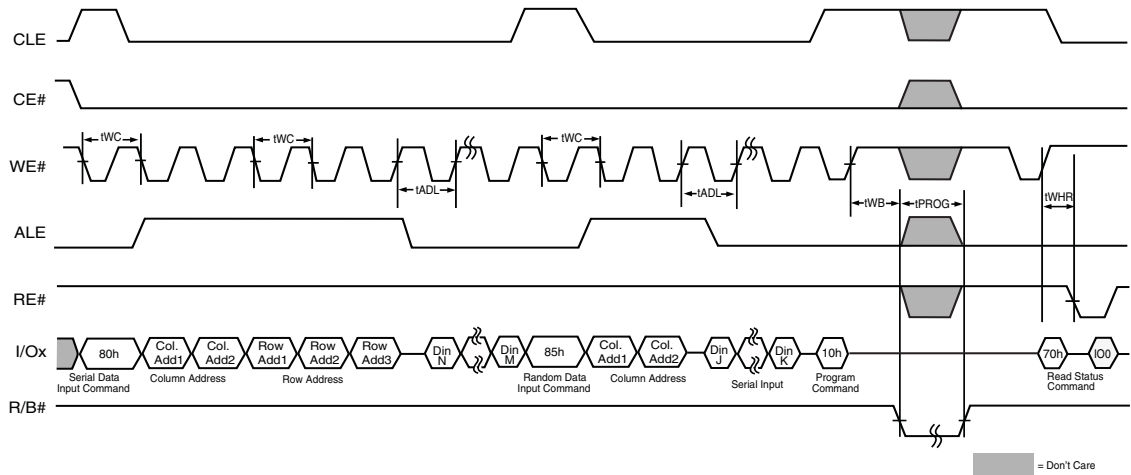 CLE
CE#
tWC
tWC
tWC
WE#
tADL
tADL
tWB
tPROG
tWHR
ALE
RE#
I/Ox
80h
Col. Add1
Col. Add2
Row Add1
Row Add2
Row Add3
Din N
Din M
85h
Col. Add1
Col. Add2
Din J
Din K
10h
70h
IO0
Serial Data Input Command
Column Address
Row Address
Random Data Input Command
Column Address
Serial Input
Program Command
Read Status Command
R/B#
= Don't Care